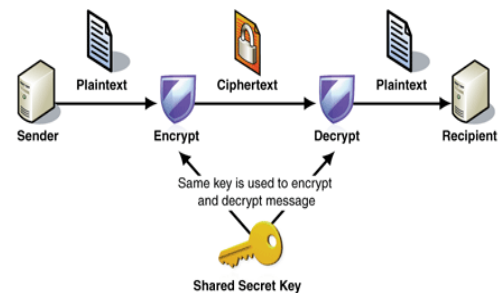 Plaintext
Ciphertext
Plaintext
Sender
Encrypt
Decrypt
Recipient
Same key is used to encrypt
and decrypt message
Shared Secret Key